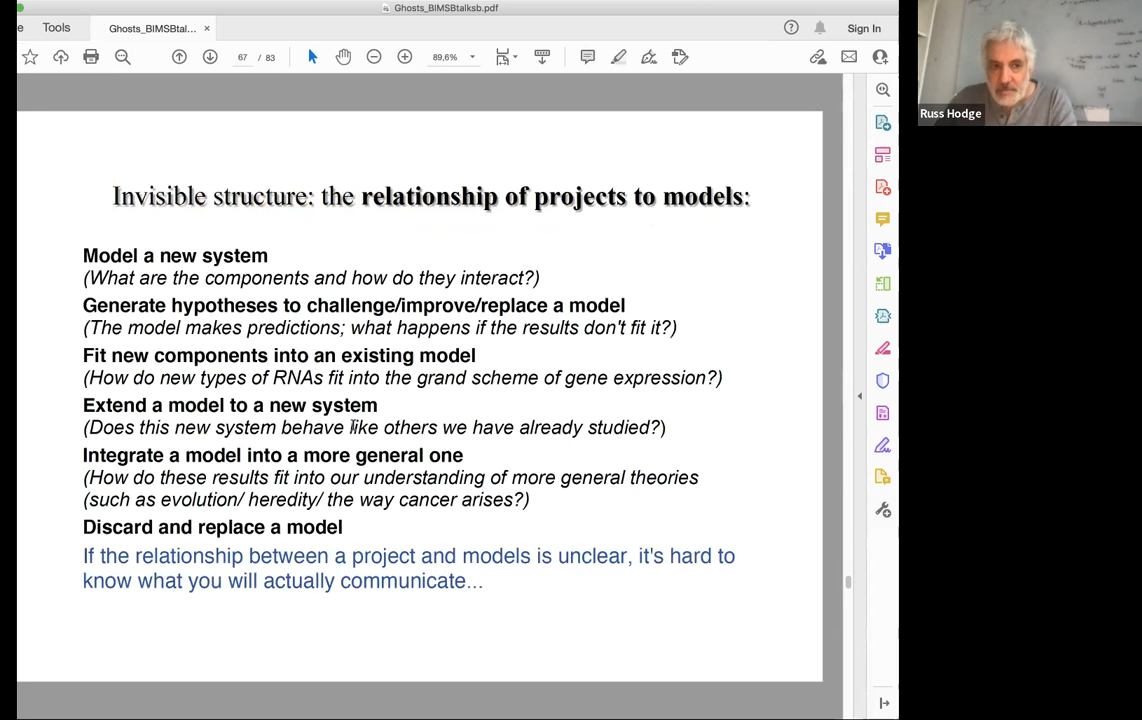 Ghosts_BIMSBtalksb.pdf
e
Tools
Ghosts_BIMSBtal... ×
Sign In
67 / 83
89,6%
Russ Hodge
Invisible structure: the relationship of projects to models:
Model a new system
(What are the components and how do they interact?)
Generate hypotheses to challenge/improve/replace a model
(The model makes predictions; what happens if the results don't fit it?)
Fit new components into an existing model
(How do new types of RNAs fit into the grand scheme of gene expression?)
Extend a model to a new system
(Does this new system behave like others we have already studied?)
Integrate a model into a more general one
(How do these results fit into our understanding of more general theories
(such as evolution/ heredity/ the way cancer arises?)
Discard and replace a model
If the relationship between a project and models is unclear, it's hard to
know what you will actually communicate...